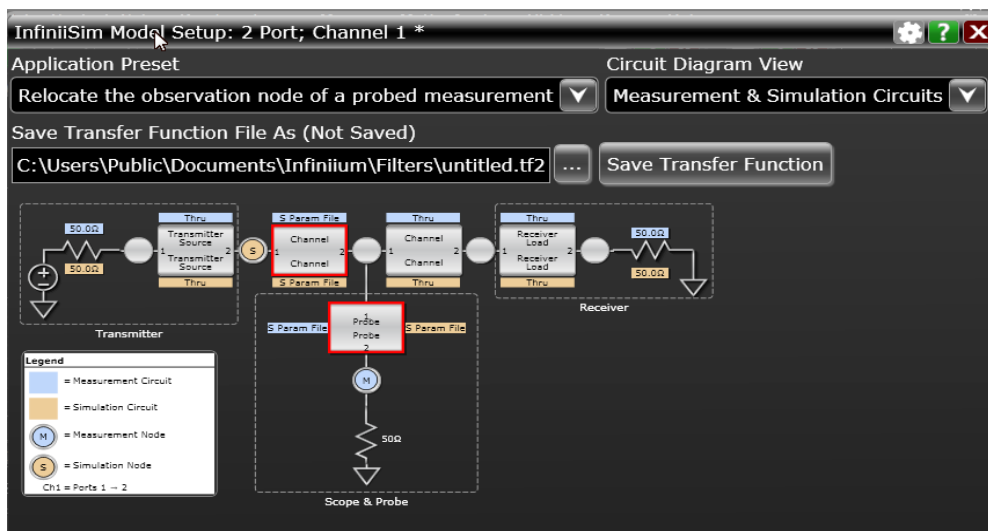 InfiniiSim Model Setup: 2 Port; Channel 1 *
?
X
Application Preset
Circuit Diagram View
Relocate the observation node of a probed measurement
Measurement & Simulation Circuits
Save Transfer Function File As (Not Saved)
C:\Users\Public\Documents\Infiniium\Filters\untitled.tf2
...
Save Transfer Function
50.0Ω
50.0Ω
Thru
Transmitter
Source
1
2
Transmitter
Source
Thru
S
S Param File
Channel
1
2
Channel
S Param File
Thru
Channel
1
2
Channel
Thru
Thru
Receiver
Load
1
2
Receiver
Load
Thru
50.0Ω
50.0Ω
Transmitter
Receiver
S Param File
1
Probe
Probe
2
S Param File
M
50Ω
Scope & Probe
Legend
= Measurement Circuit
= Simulation Circuit
M = Measurement Node
S = Simulation Node
Ch1 = Ports 1 → 2